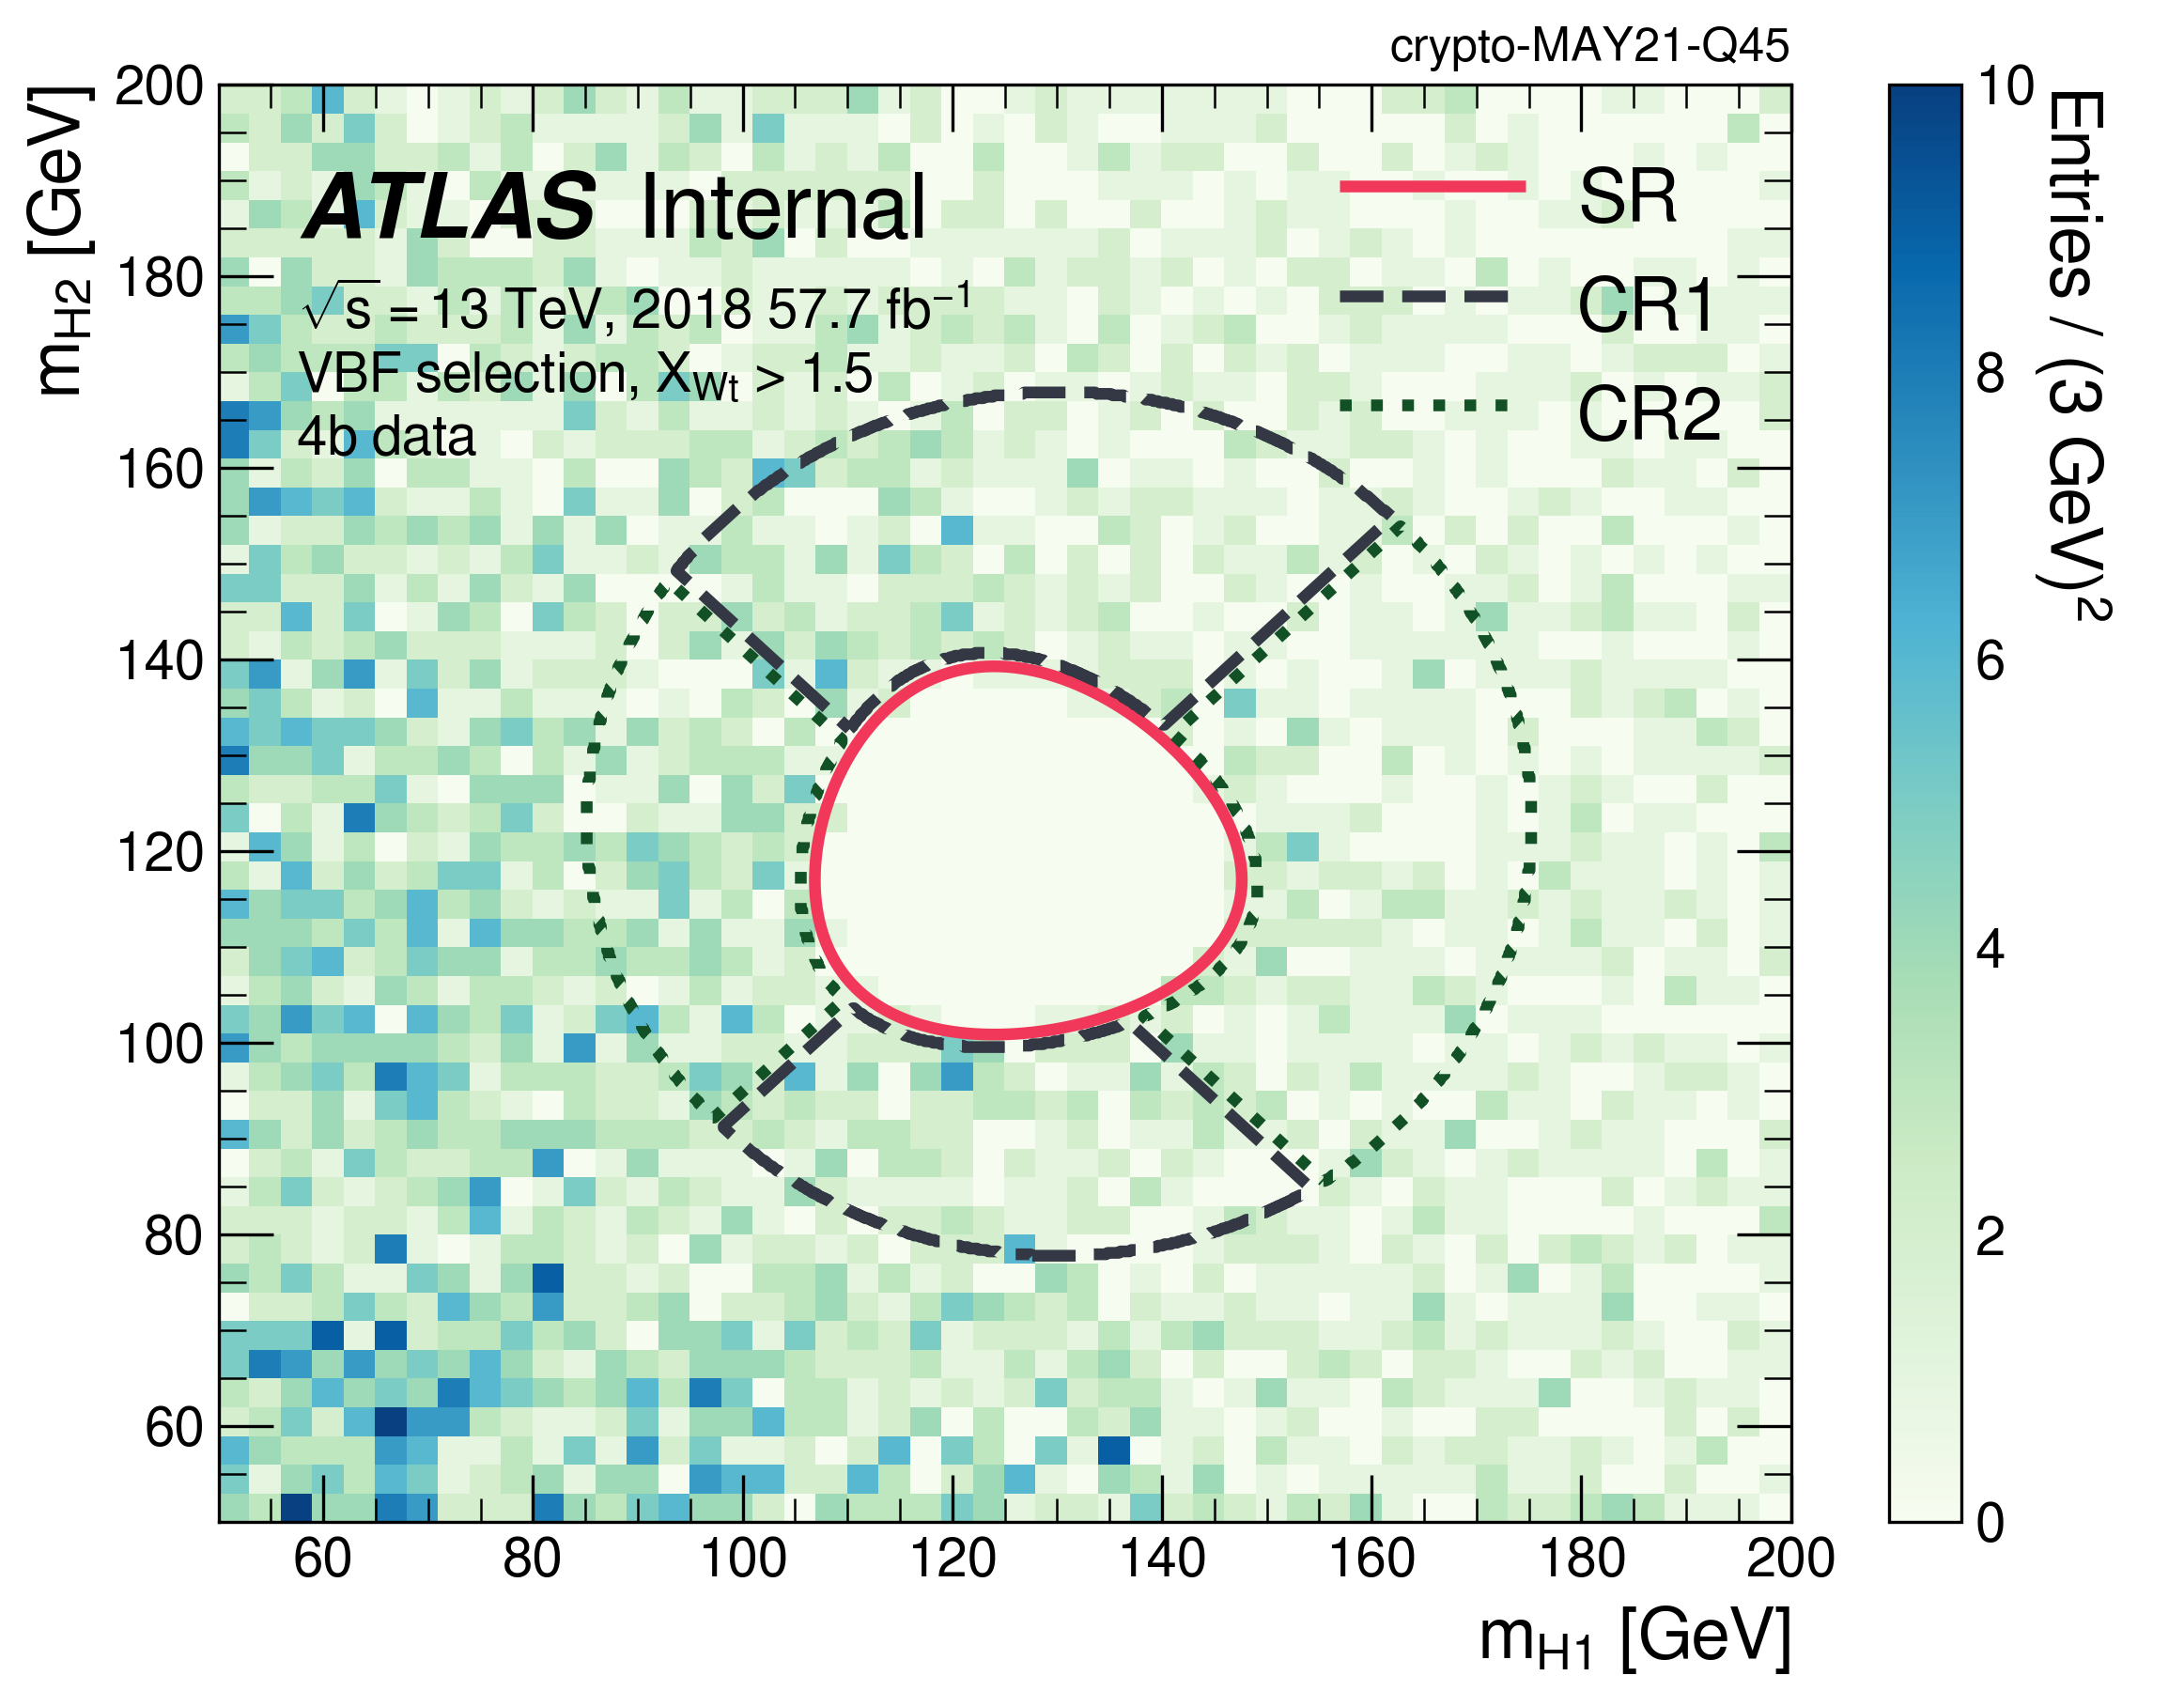 crypto-MAY21-Q45
ATLAS Internal
√s = 13 TeV, 2018 57.7 fb⁻¹
VBF selection, X_Wt > 1.5
4b data
SR
CR1
CR2
m_H2 [GeV]
200
180
160
140
120
100
80
60
60 80 100 120 140 160 180 200
m_H1 [GeV]
10
8
6
4
2
0
Entries / (3 GeV)²